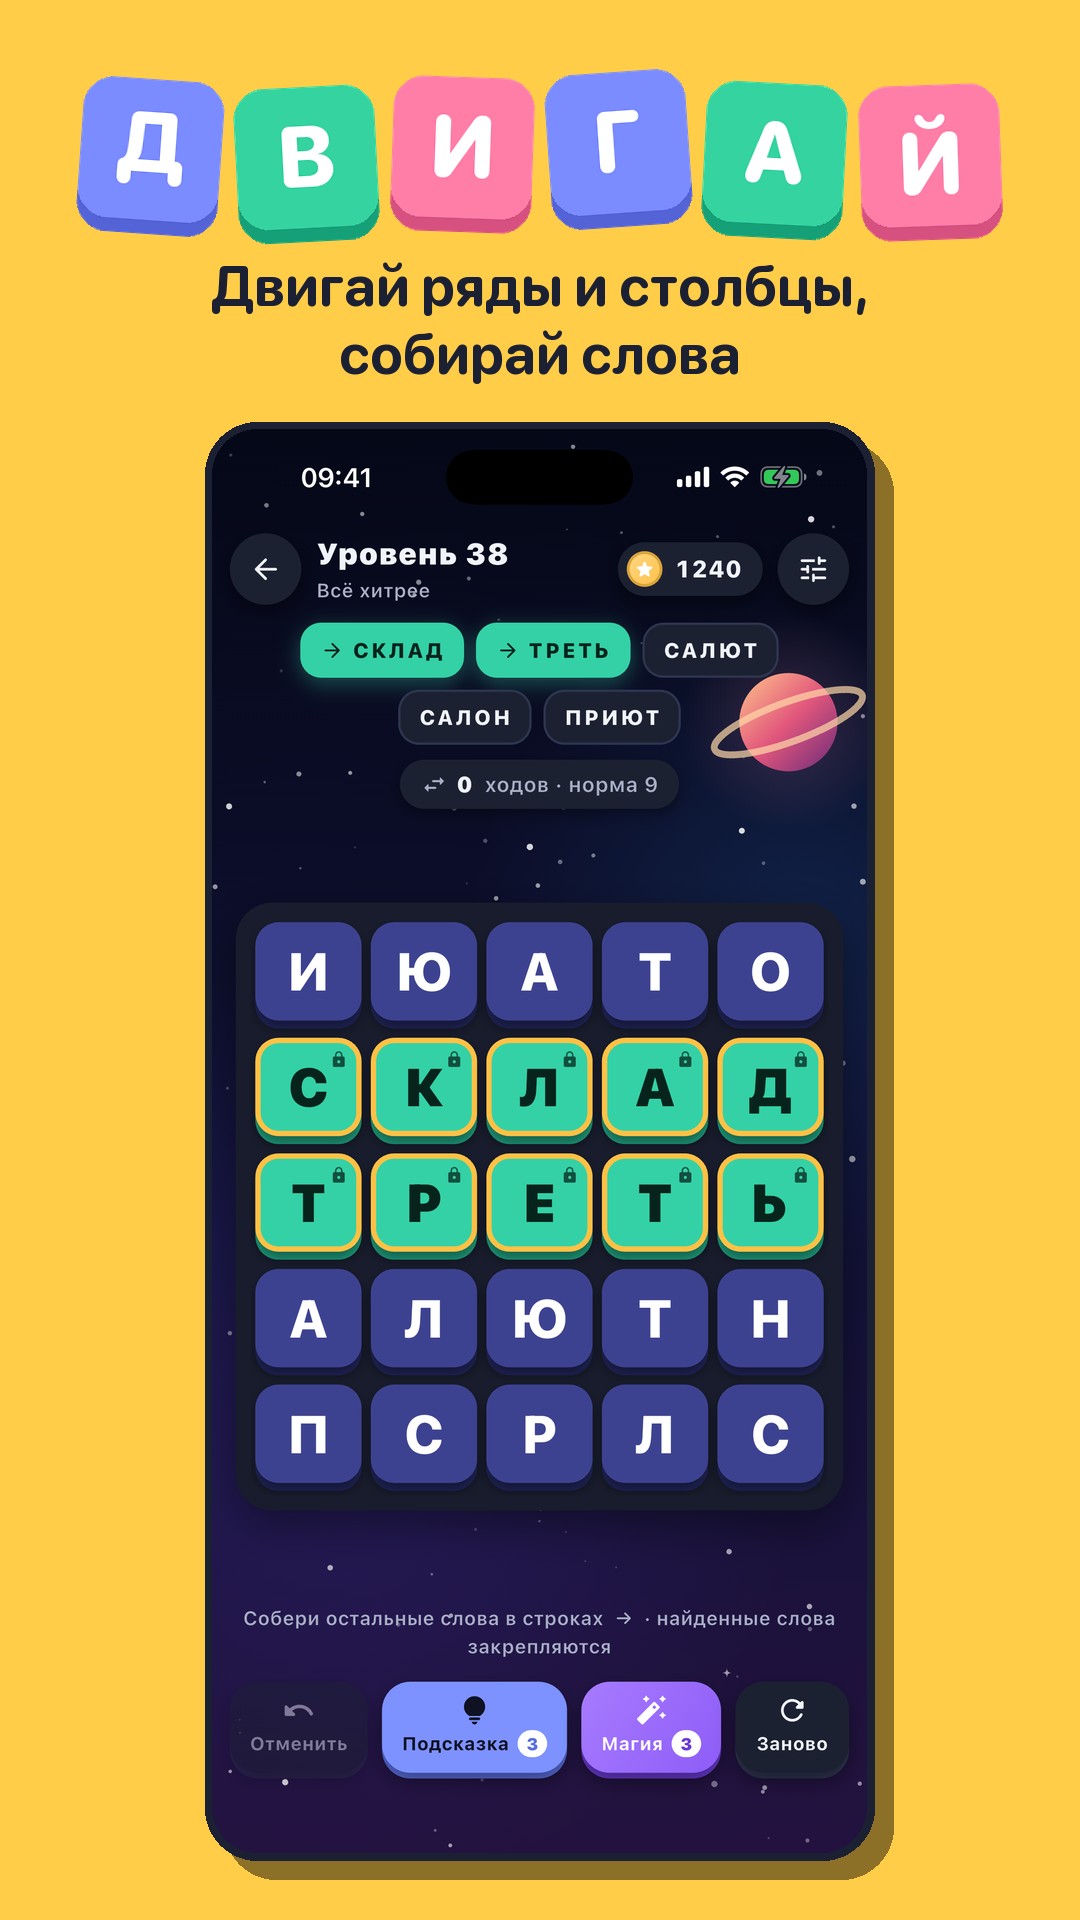 ДВИГАЙ
Двигай ряды и столбцы,
собирай слова
09:41
Уровень 38
Всё хитрее
1240
→ СКЛАД → ТРЕТЬ САЛЮТ
САЛОН ПРИЮТ
0 ходов · норма 9
И Ю А Т О
С К Л А Д
Т Р Е Т Ь
А Л Ю Т Н
П С Р Л С
Собери остальные слова в строках → · найденные слова
закрепляются
Отменить Подсказка 3 Магия 3 Заново